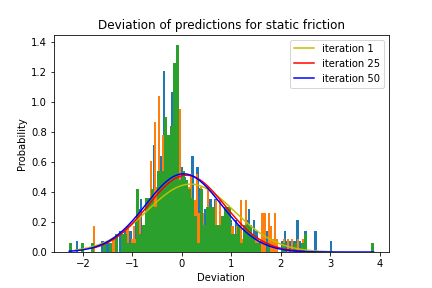 Deviation of predictions for static friction
1.4
1.2
1.0
0.8
0.6
0.4
0.2
0.0
Probability
iteration 1
iteration 25
iteration 50
−2
−1
0
1
2
3
4
Deviation